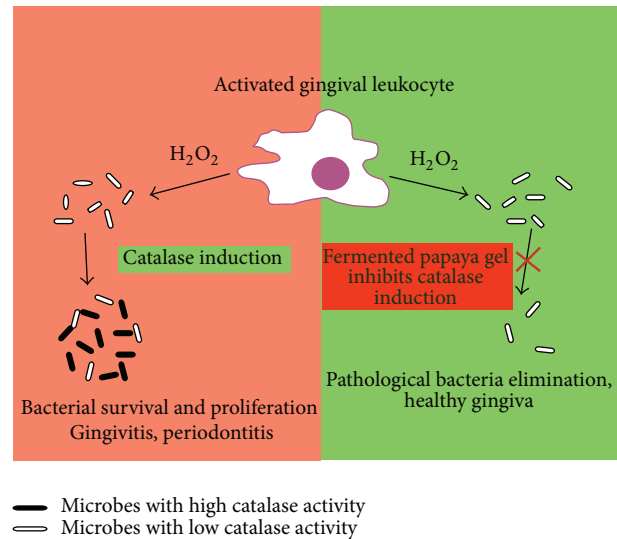 Activated gingival leukocyte
H₂O₂
H₂O₂
Catalase induction
Fermented papaya gel
inhibits catalase
induction
Bacterial survival and proliferation
Gingivitis, periodontitis
Pathological bacteria elimination,
healthy gingiva
Microbes with high catalase activity
Microbes with low catalase activity